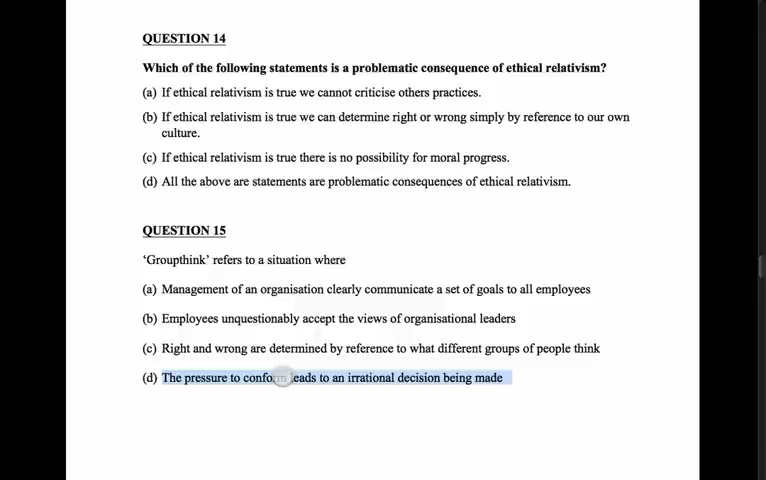 QUESTION 14
Which of the following statements is a problematic consequence of ethical relativism?
(a) If ethical relativism is true we cannot criticise others practices.
(b) If ethical relativism is true we can determine right or wrong simply by reference to our own
culture.
(c) If ethical relativism is true there is no possibility for moral progress.
(d) All the above are statements are problematic consequences of ethical relativism.
QUESTION 15
‘Groupthink’ refers to a situation where
(a) Management of an organisation clearly communicate a set of goals to all employees
(b) Employees unquestionably accept the views of organisational leaders
(c) Right and wrong are determined by reference to what different groups of people think
(d) The pressure to conform leads to an irrational decision being made